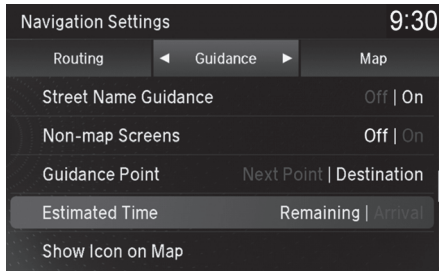 Navigation Settings 9:30
Routing ◄ Guidance ► Map
Street Name Guidance Off | On
Non-map Screens Off | On
Guidance Point Next Point | Destination
Estimated Time Remaining | Arrival
Show Icon on Map